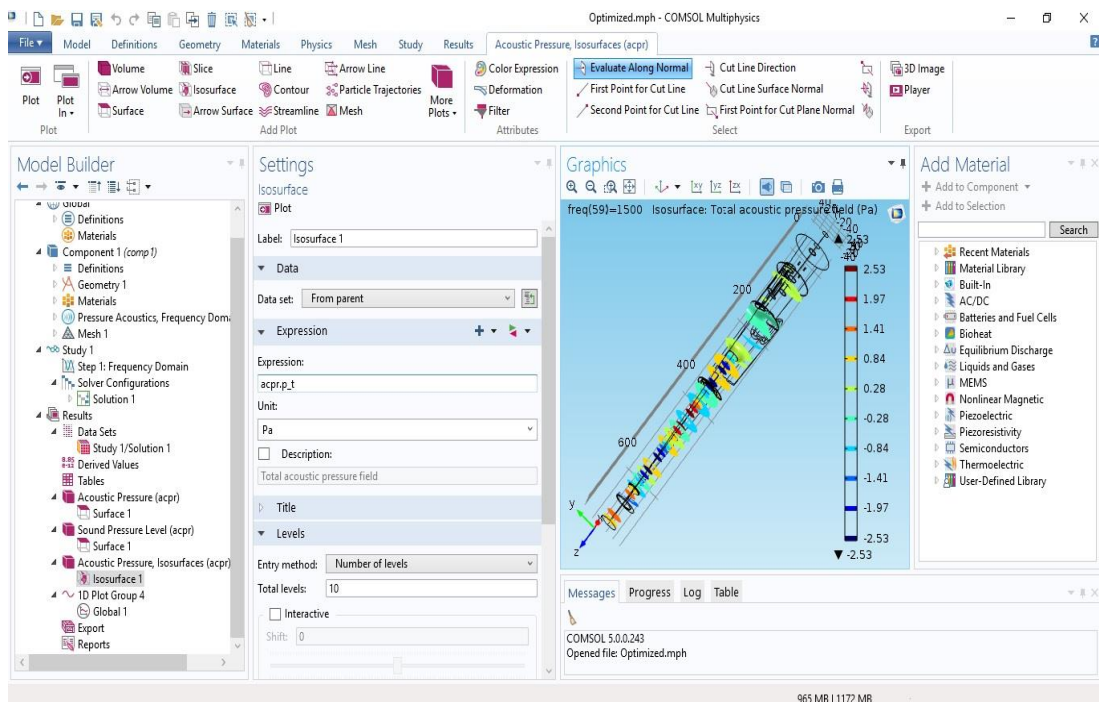 Optimized.mph - COMSOL Multiphysics
File Model Definitions Geometry Materials Physics Mesh Study Results Acoustic Pressure, Isosurfaces (acpr)
Plot
Plot In
Plot
Volume Slice Line Arrow Line
Arrow Volume Isosurface Contour Particle Trajectories
Surface Arrow Surface Streamline Mesh
More Plots
Add Plot
Color Expression
Deformation
Filter
Attributes
Evaluate Along Normal Cut Line Direction
First Point for Cut Line Cut Line Surface Normal
Second Point for Cut Line First Point for Cut Plane Normal
Select
3D Image
Player
Export
Model Builder
Global
Definitions
Materials
Component 1 (comp1)
Definitions
Geometry 1
Materials
Pressure Acoustics, Frequency Doma
Mesh 1
Study 1
Step 1: Frequency Domain
Solver Configurations
Solution 1
Results
Data Sets
Study 1/Solution 1
8.85
e-12
Derived Values
Tables
Acoustic Pressure (acpr)
Surface 1
Sound Pressure Level (acpr)
Surface 1
Acoustic Pressure, Isosurfaces (acpr)
Isosurface 1
1D Plot Group 4
Global 1
Export
Reports
Settings
Isosurface
Plot
Label: Isosurface 1
Data
Data set: From parent
Expression
Expression:
acpr.p_t
Unit:
Pa
Description:
Total acoustic pressure field
Title
Levels
Entry method: Number of levels
Total levels: 10
Interactive
Shift: 0
Graphics
xy yz zx
freq(59)=1500 Isosurface: Total acoustic pressure field (Pa)
0
200
400
600
y
z
▲ 2.53
2.53
1.97
1.41
0.84
0.28
-0.28
-0.84
-1.41
-1.97
-2.53
▼ -2.53
Messages Progress Log Table
COMSOL 5.0.0.243
Opened file: Optimized.mph
Add Material
Add to Component
Add to Selection
Search
Recent Materials
Material Library
Built-In
AC/DC
Batteries and Fuel Cells
Bioheat
Equilibrium Discharge
Liquids and Gases
MEMS
Nonlinear Magnetic
Piezoelectric
Piezoresistivity
Semiconductors
Thermoelectric
User-Defined Library
965 MB | 1172 MB